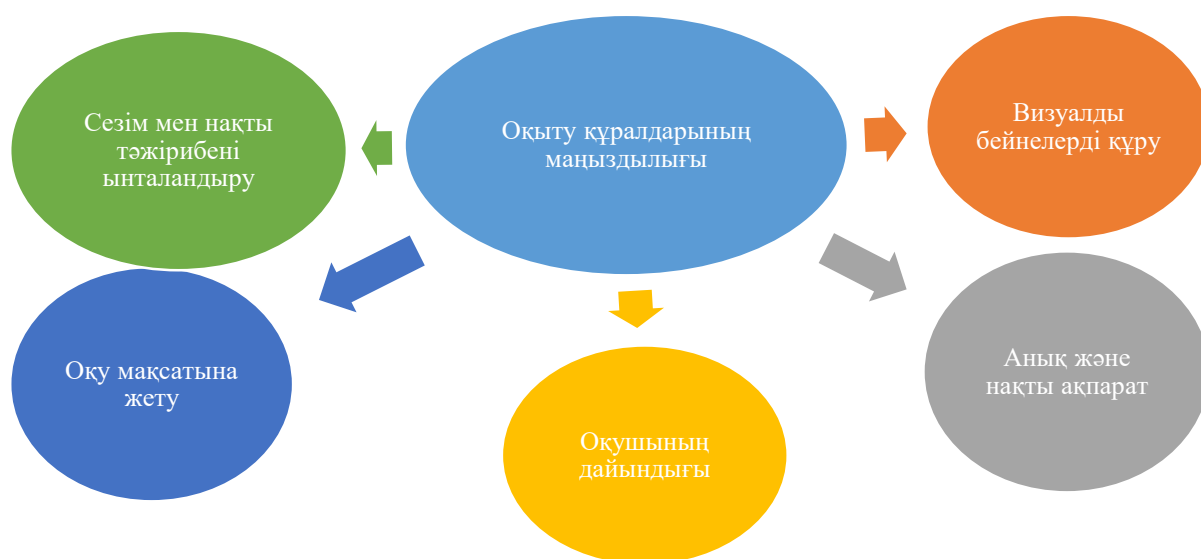 Сезім мен нақты
тәжірибені
ынталандыру
Оқыту құралдарының
маңыздылығы
Визуалды
бейнелерді құру
Оқу мақсатына
жету
Оқушының
дайындығы
Анық және
нақты ақпарат